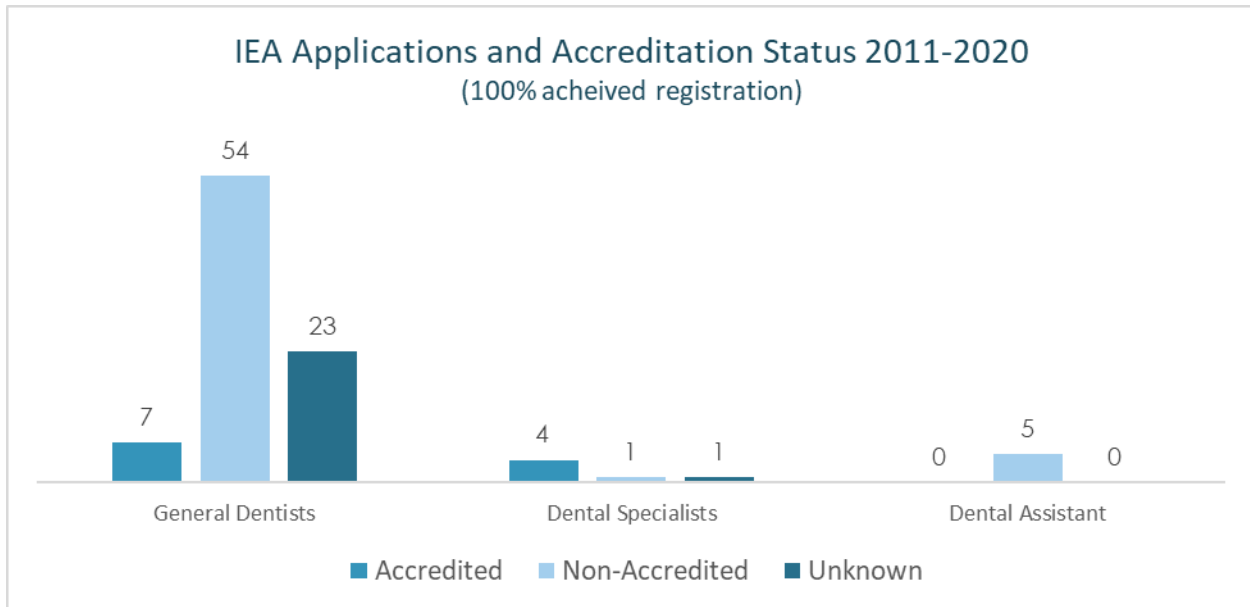 IEA Applications and Accreditation Status 2011-2020
(100% acheived registration)
54
23
7
4
1
1
0
5
0
General Dentists
Dental Specialists
Dental Assistant
Accredited
Non-Accredited
Unknown